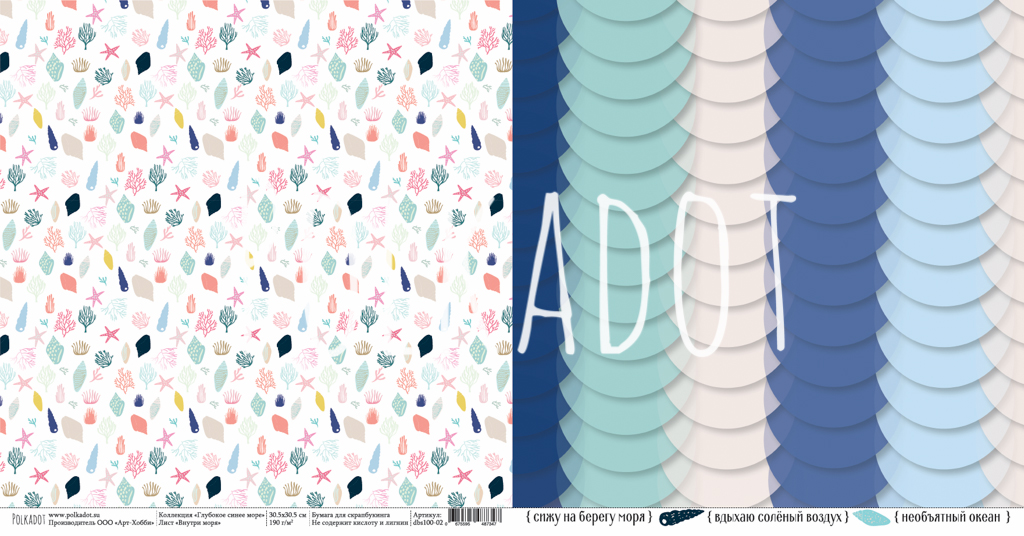 ADOT
POLKADOT
www.polkadot.su
Производитель ООО «Арт-Хобби»
Коллекция «Глубокое синее море»
Лист «Внутри моря»
30.5х30.5 см
190 г/м²
Бумага для скрапбукинга
Не содержит кислоту и лигнин
Артикул:
dbs100-02
{ сижу на берегу моря }
{ вдыхаю солёный воздух }
{ необъятный океан }